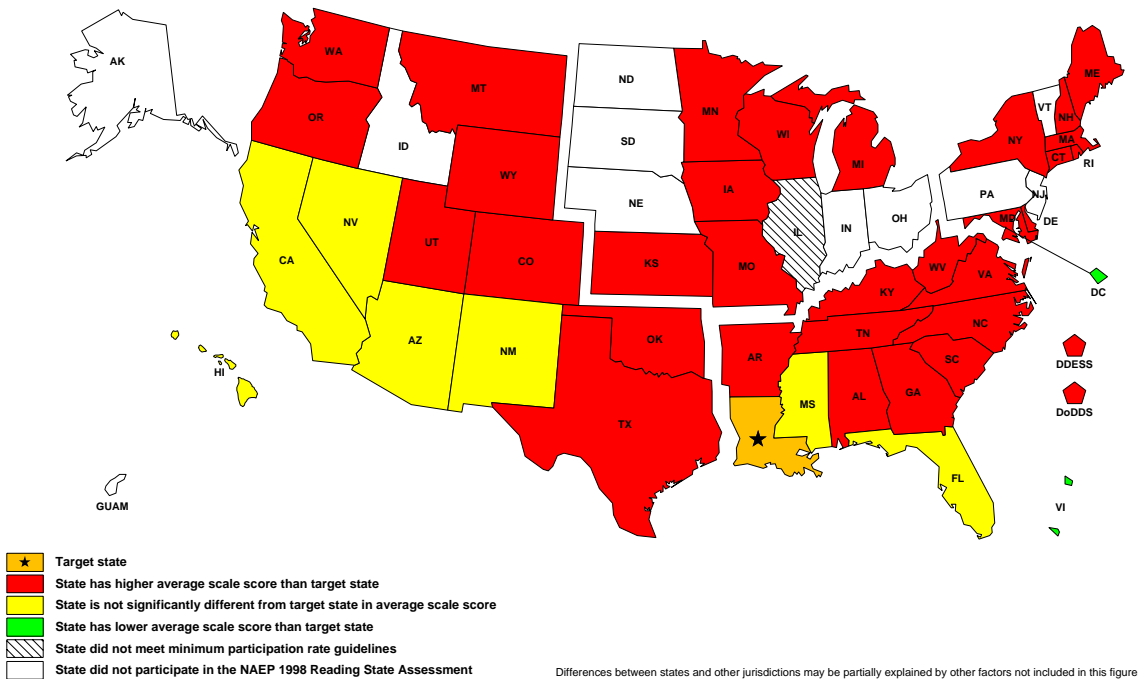 AK
WA
MT
ND
MN
ME
VT
NH
NY
MA
CT
RI
OR
ID
SD
WI
MI
WY
IA
PA
NJ
NE
IL
IN
OH
MD
DE
NV
UT
CA
CO
KS
MO
WV
VA
DC
KY
AZ
NM
OK
AR
TN
NC
SC
HI
DDESS
TX
MS
AL
GA
DoDDS
FL
GUAM
VI
Target state
State has higher average scale score than target state
State is not significantly different from target state in average scale score
State has lower average scale score than target state
State did not meet minimum participation rate guidelines
State did not participate in the NAEP 1998 Reading State Assessment
Differences between states and other jurisdictions may be partially explained by other factors not included in this figure